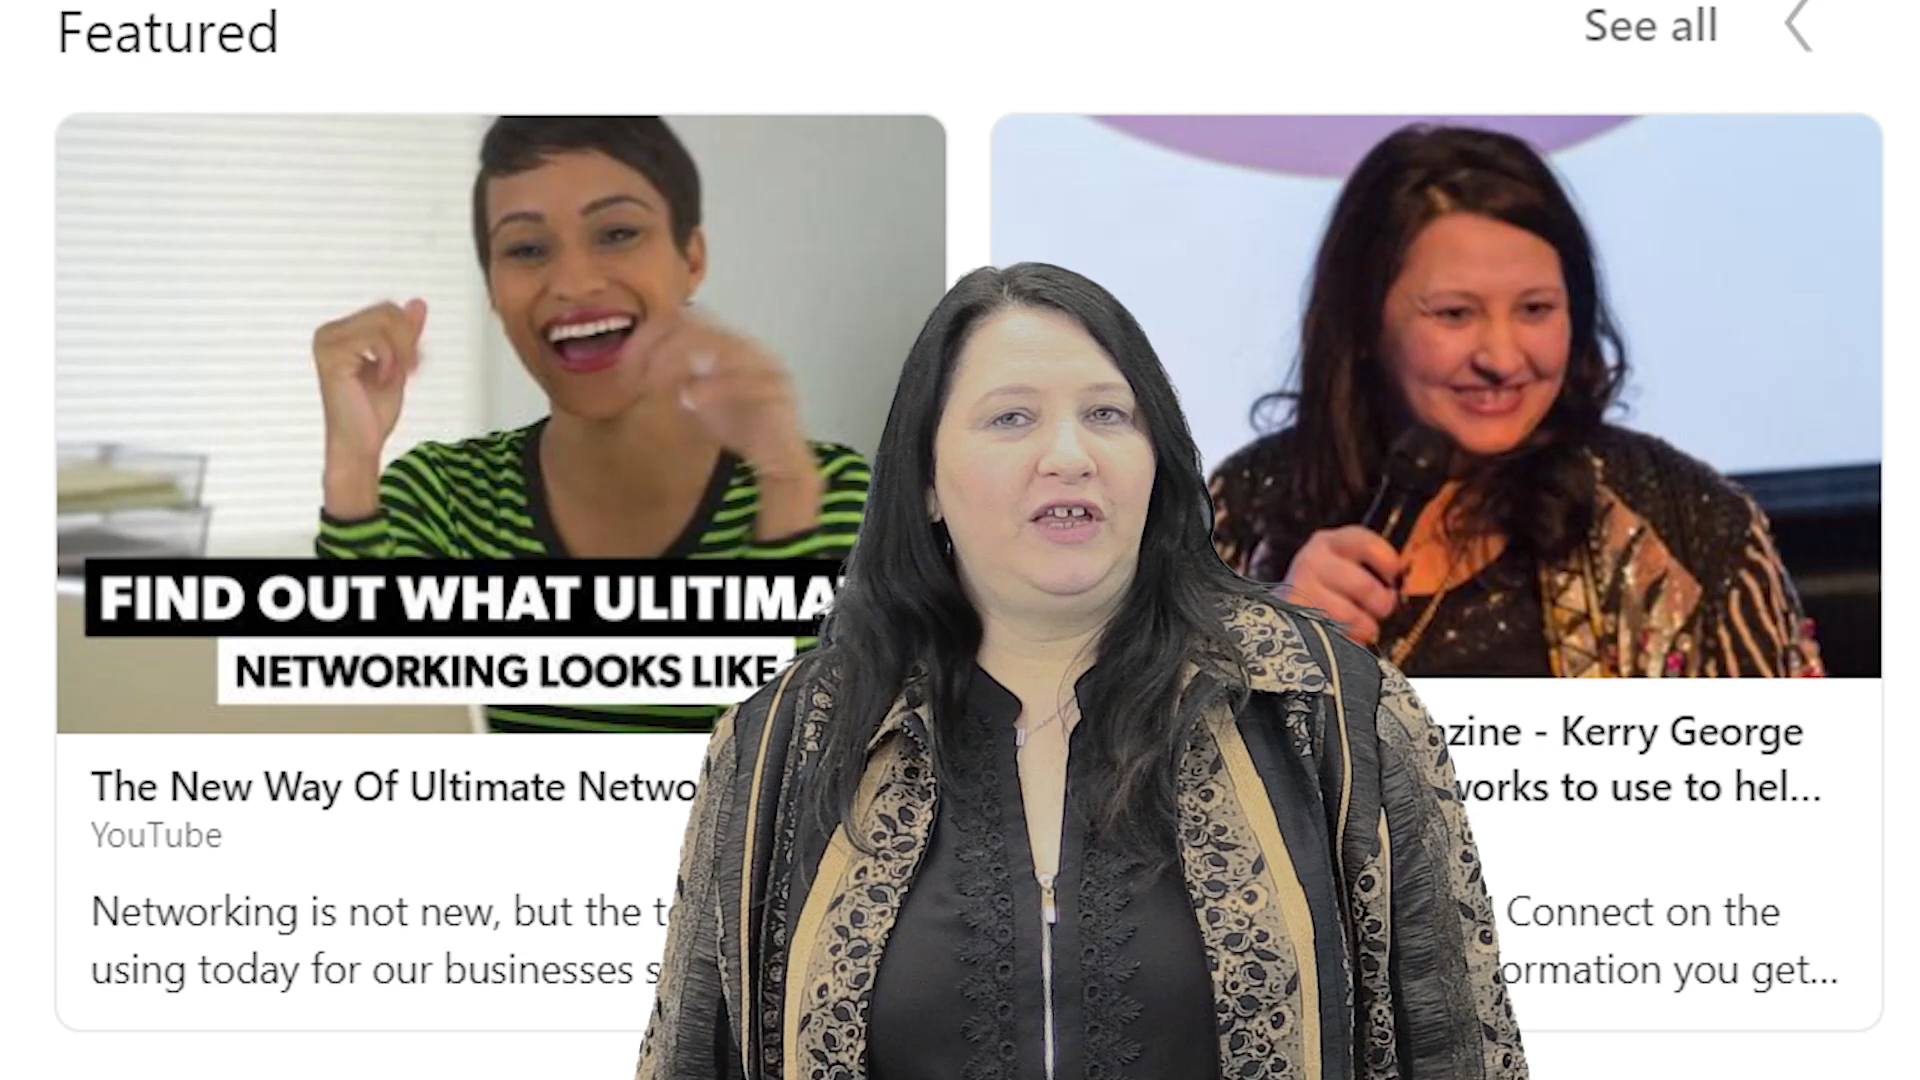 Featured
See all
FIND OUT WHAT ULITIMA
NETWORKING LOOKS LIKE
The New Way Of Ultimate Netwo
YouTube
Networking is not new, but the t
using today for our businesses s
zine - Kerry George
works to use to hel...
Connect on the
ormation you get...